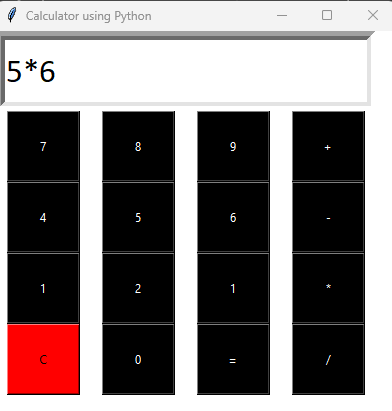 Calculator using Python
5*6
7 8 9 +
4 5 6 -
1 2 1 *
C 0 = /